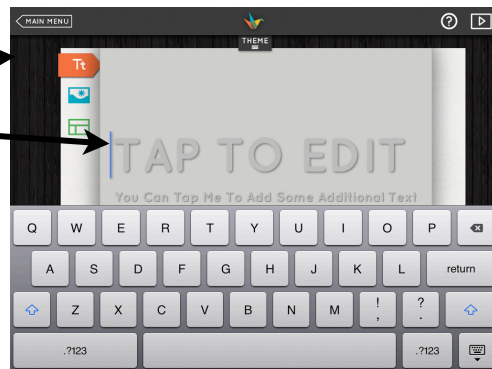 MAIN MENU
?
THEME
Tt
TAP TO EDIT
You Can Tap Me To Add Some Additional Text
Q W E R T Y U I O P
A S D F G H J K L return
Z X C V B N M ! , ? .
.?123 .?123